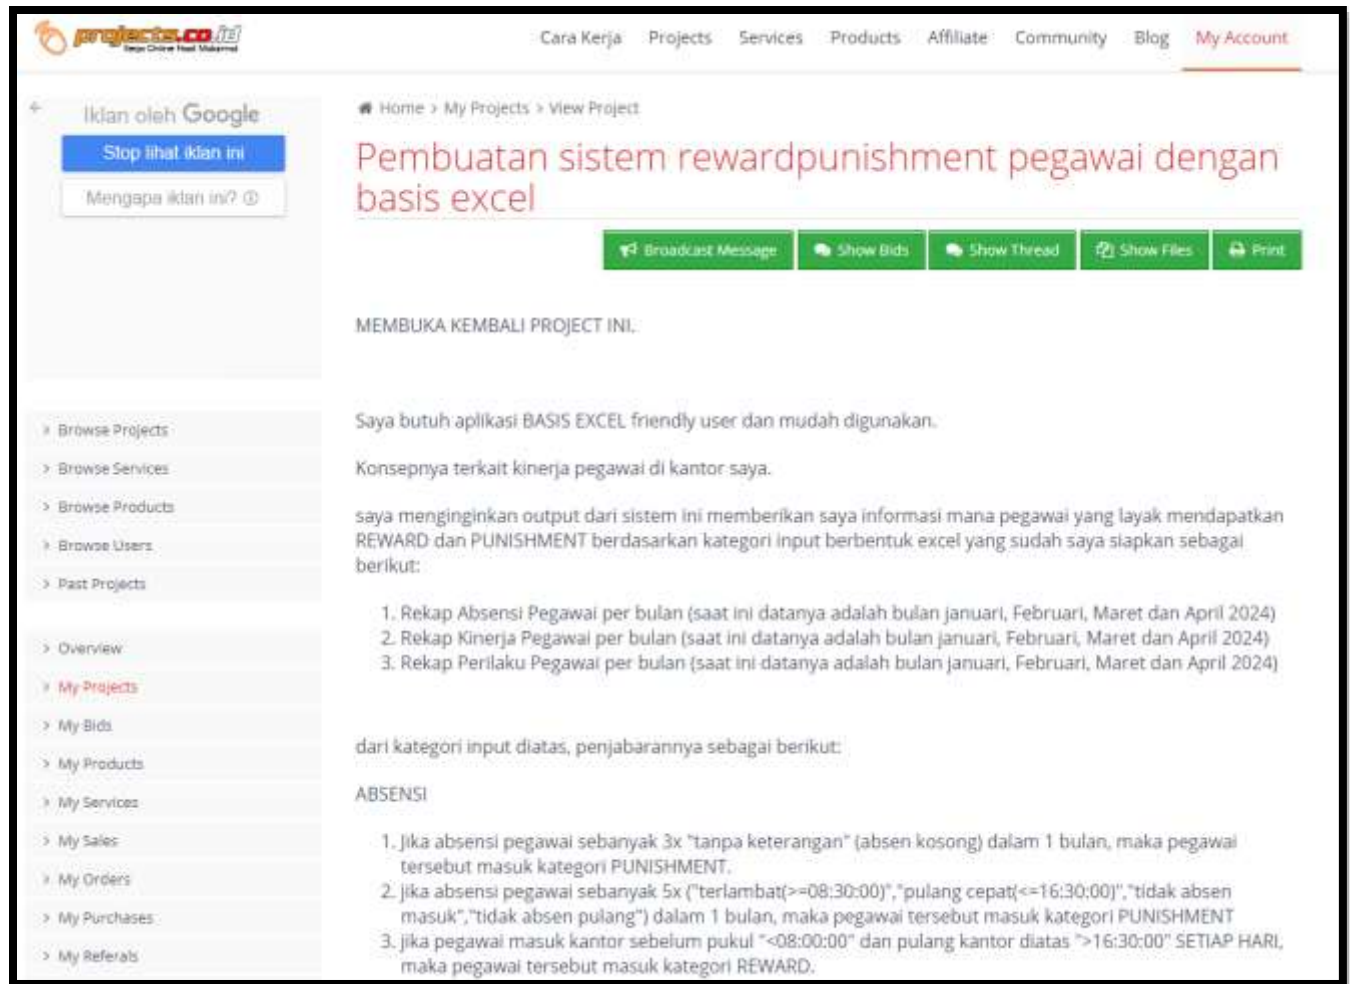 projects.co.id
Kerja Online Hasil Maksimal
Cara Kerja Projects Services Products Affiliate Community Blog My Account
Iklan oleh Google
Stop lihat iklan ini
Mengapa iklan ini?
Home > My Projects > View Project
Pembuatan sistem rewardpunishment pegawai dengan
basis excel
Broadcast Message Show Bids Show Thread Show Files Print
MEMBUKA KEMBALI PROJECT INI.
Saya butuh aplikasi BASIS EXCEL friendly user dan mudah digunakan.
Konsepnya terkait kinerja pegawai di kantor saya.
saya menginginkan output dari sistem ini memberikan saya informasi mana pegawai yang layak mendapatkan
REWARD dan PUNISHMENT berdasarkan kategori input berbentuk excel yang sudah saya siapkan sebagai
berikut:
1. Rekap Absensi Pegawai per bulan (saat ini datanya adalah bulan januari, Februari, Maret dan April 2024)
2. Rekap Kinerja Pegawai per bulan (saat ini datanya adalah bulan januari, Februari, Maret dan April 2024)
3. Rekap Perilaku Pegawai per bulan (saat ini datanya adalah bulan januari, Februari, Maret dan April 2024)
dari kategori input diatas, penjabarannya sebagai berikut:
ABSENSI
1. Jika absensi pegawai sebanyak 3x "tanpa keterangan" (absen kosong) dalam 1 bulan, maka pegawai
tersebut masuk kategori PUNISHMENT.
2. jika absensi pegawai sebanyak 5x ("terlambat(>=08:30:00)","pulang cepat(<=16:30:00)","tidak absen
masuk","tidak absen pulang") dalam 1 bulan, maka pegawai tersebut masuk kategori PUNISHMENT
3. jika pegawai masuk kantor sebelum pukul "<08:00:00" dan pulang kantor diatas ">16:30:00" SETIAP HARI,
maka pegawai tersebut masuk kategori REWARD.
> Browse Projects
> Browse Services
> Browse Products
> Browse Users
> Past Projects
> Overview
> My Projects
> My Bids
> My Products
> My Services
> My Sales
> My Orders
> My Purchases
> My Referals